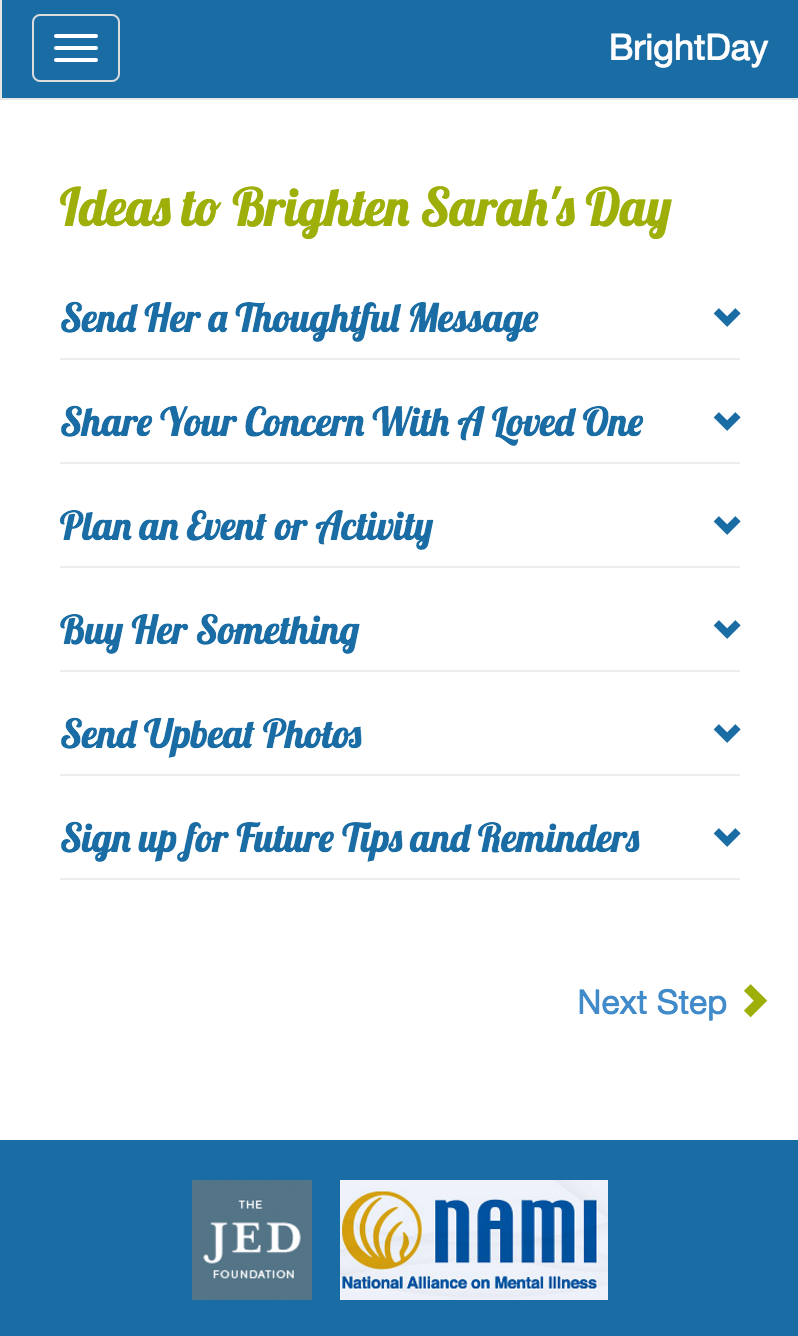 BrightDay
Ideas to Brighten Sarah's Day
Send Her a Thoughtful Message
Share Your Concern With A Loved One
Plan an Event or Activity
Buy Her Something
Send Upbeat Photos
Sign up for Future Tips and Reminders
Next Step
THE
JED
FOUNDATION
NAMI
National Alliance on Mental Illness